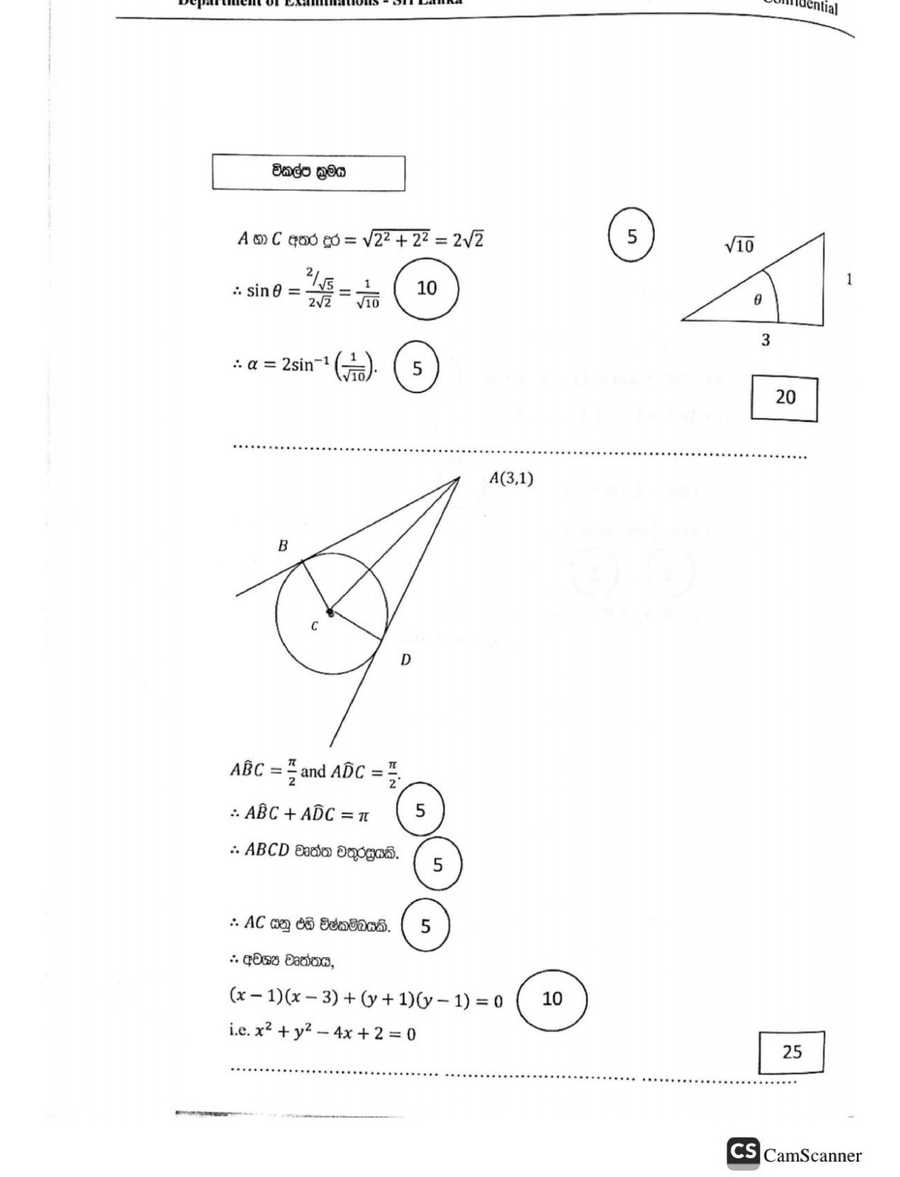 Department of Examinations - Sri Lanka
Confidential
විකල්ප ක්‍රමය
A හා C අතර දුර = √(2² + 2²) = 2√2
5
∴ sin θ = (2/√5)/(2√2) = 1/√10
10
√10
1
θ
3
∴ α = 2sin⁻¹(1/√10).
5
20
A(3,1)
B
C
D
AB̂C = π/2 and AD̂C = π/2.
∴ AB̂C + AD̂C = π
5
∴ ABCD වෘත්ත චතුරස්‍රයකි.
5
∴ AC යනු එහි විෂ්කම්බයකි.
5
∴ අවශ්‍ය වෘත්තය,
(x − 1)(x − 3) + (y + 1)(y − 1) = 0
10
i.e. x² + y² − 4x + 2 = 0
25
CS CamScanner